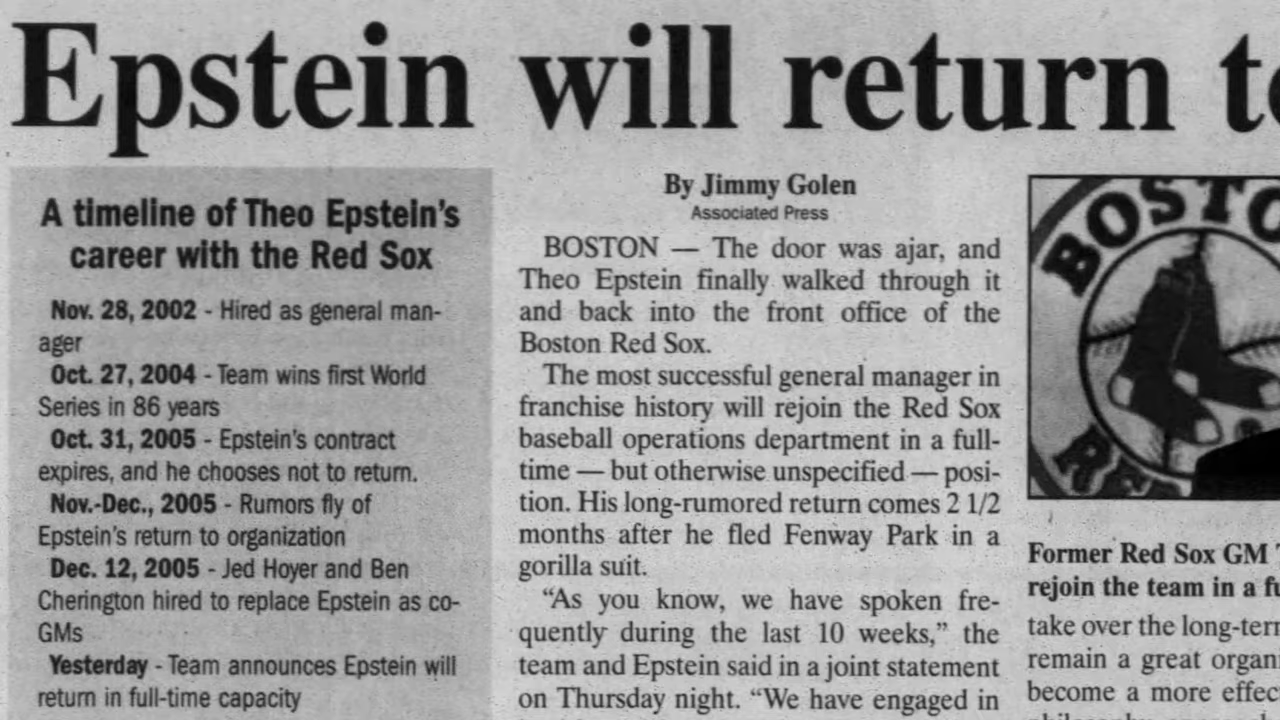 Epstein will return to
A timeline of Theo Epstein's
career with the Red Sox
Nov. 28, 2002 - Hired as general man-
ager
Oct. 27, 2004 - Team wins first World
Series in 86 years
Oct. 31, 2005 - Epstein's contract
expires, and he chooses not to return.
Nov.-Dec., 2005 - Rumors fly of
Epstein's return to organization
Dec. 12, 2005 - Jed Hoyer and Ben
Cherington hired to replace Epstein as co-
GMs
Yesterday - Team announces Epstein will
return in full-time capacity
By Jimmy Golen
Associated Press
BOSTON — The door was ajar, and
Theo Epstein finally walked through it
and back into the front office of the
Boston Red Sox.
The most successful general manager in
franchise history will rejoin the Red Sox
baseball operations department in a full-
time — but otherwise unspecified — posi-
tion. His long-rumored return comes 2 1/2
months after he fled Fenway Park in a
gorilla suit.
“As you know, we have spoken fre-
quently during the last 10 weeks,” the
team and Epstein said in a joint statement
on Thursday night. “We have engaged in
BOSTO
RE
Former Red Sox GM
rejoin the team in a fu
take over the long-term
remain a great organi
become a more effec